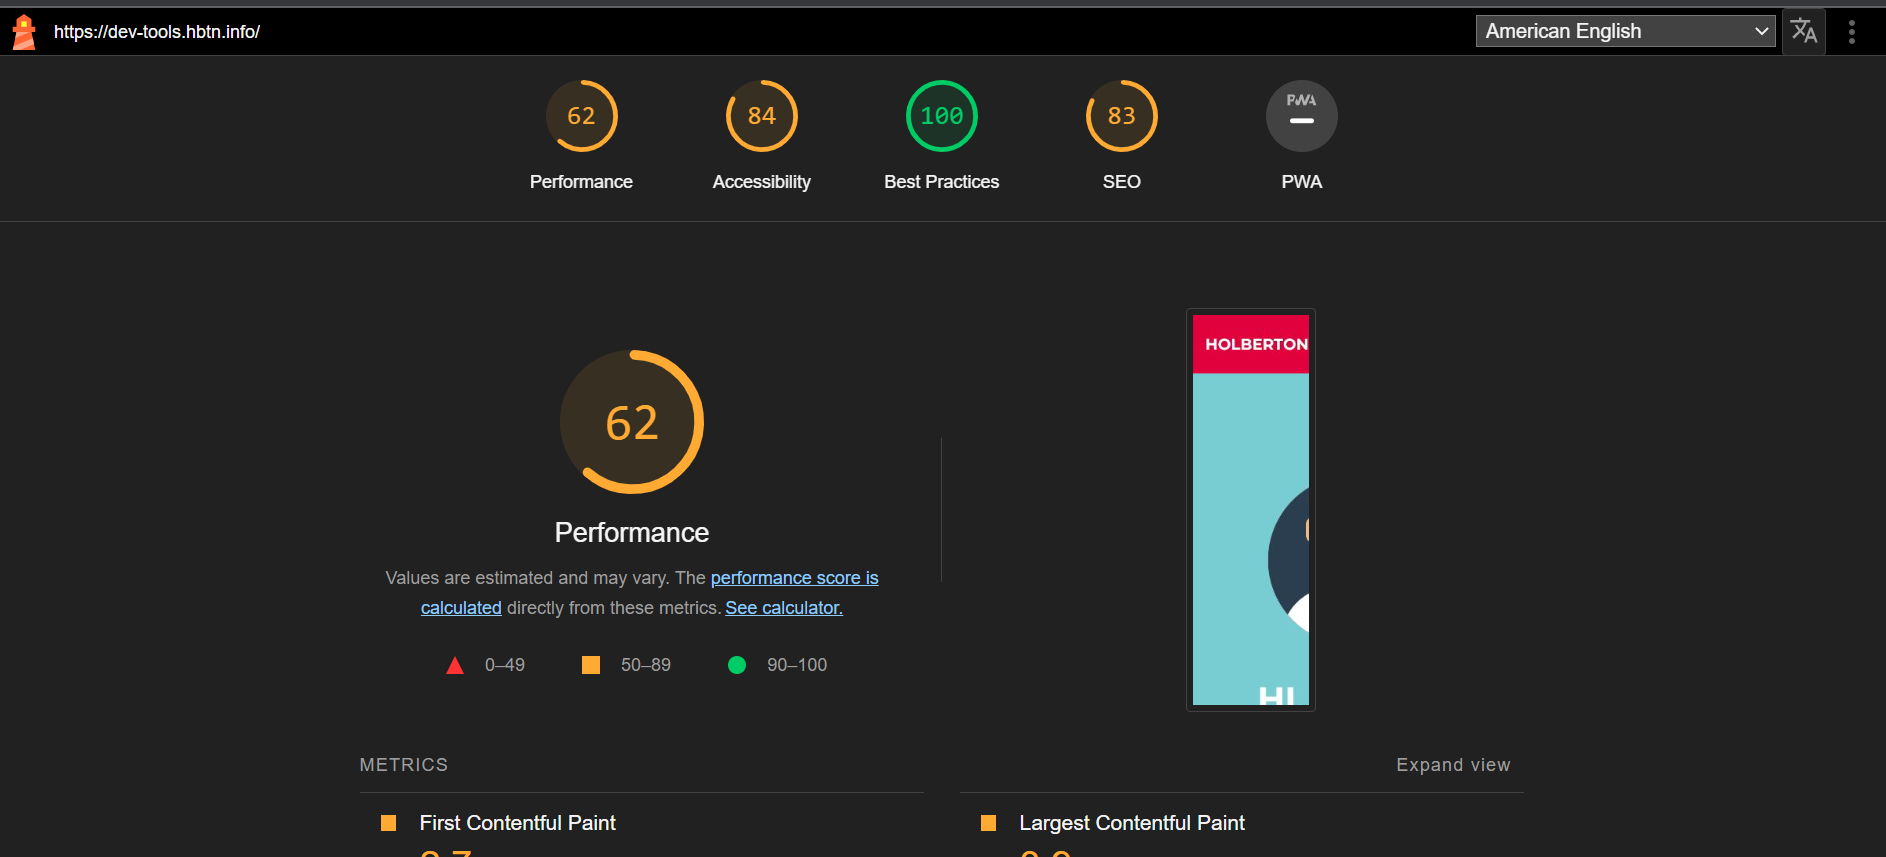 https://dev-tools.hbtn.info/
American English
62
84
100
83
PWA
Performance
Accessibility
Best Practices
SEO
PWA
HOLBERTON
62
Performance
Values are estimated and may vary. The performance score is
calculated directly from these metrics. See calculator.
0–49
50–89
90–100
HI
METRICS
Expand view
First Contentful Paint
Largest Contentful Paint